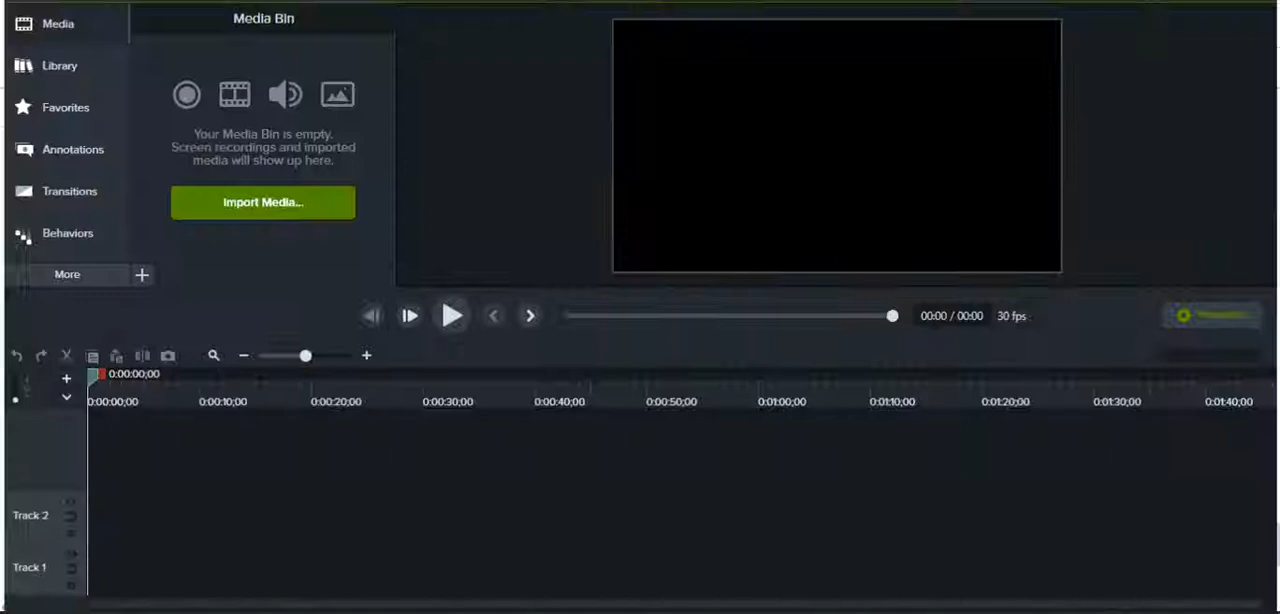 Media
Media Bin
Library
Favorites
Annotations
Transitions
Behaviors
More
Your Media Bin is empty.
Screen recordings and imported
media will show up here.
Import Media...
00:00 / 00:00
30 fps
0:00:00;00
0:00:00;00
0:00:10;00
0:00:20;00
0:00:30;00
0:00:40;00
0:00:50;00
0:01:00;00
0:01:10;00
0:01:20;00
0:01:30;00
0:01:40;00
Track 2
Track 1